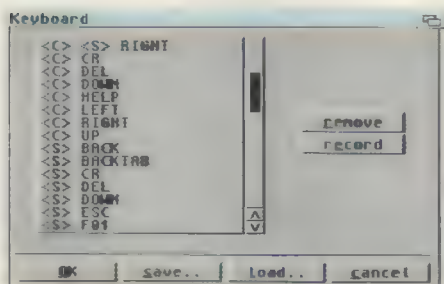 Keyboard
<C> <S> RIGHT
<C> CR
<C> DEL
<C> DOWN
<C> HELP
<C> LEFT
<C> RIGHT
<C> UP
<S> BACK
<S> BACKTAB
<S> CR
<S> DEL
<S> DOWN
<S> ESC
<S> F01
remove
record
OK
save..
load..
cancel